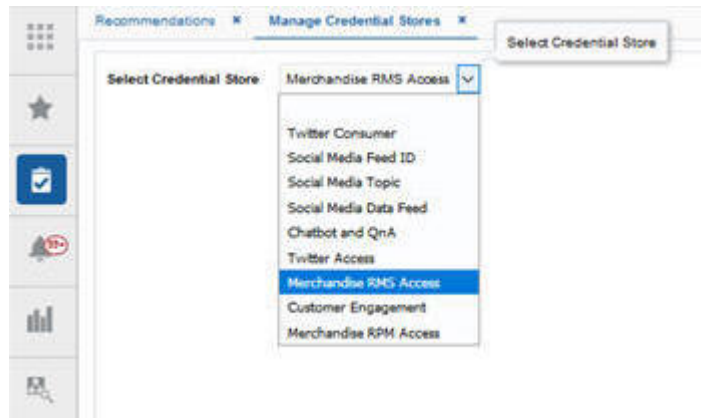 Recommendations ×
Manage Credential Stores ×
Select Credential Store
Select Credential Store Merchandise RMS Access
Twitter Consumer
Social Media Feed ID
Social Media Topic
Social Media Data Feed
Chatbot and QnA
Twitter Access
Merchandise RMS Access
Customer Engagement
Merchandise RPM Access
99+